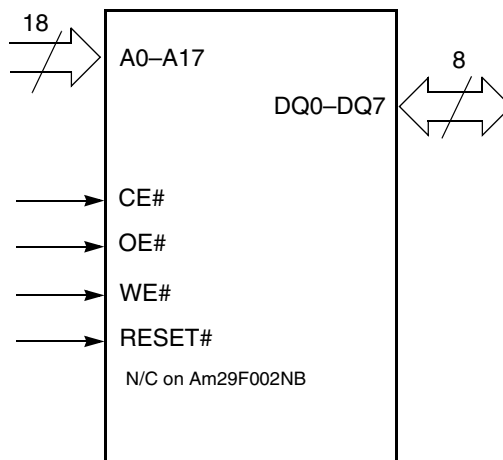 18
A0–A17
8
DQ0–DQ7
CE#
OE#
WE#
RESET#
N/C on Am29F002NB